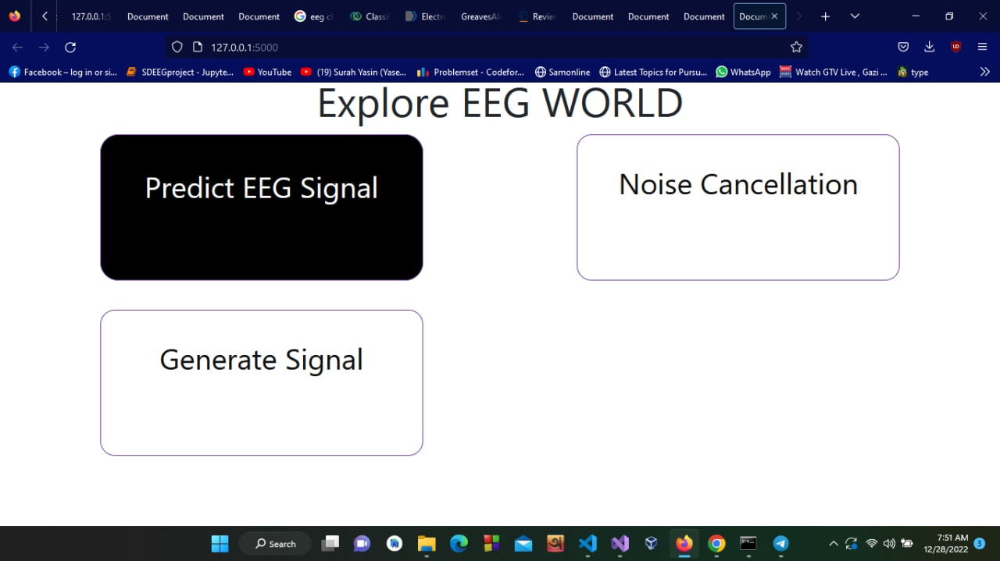 127.0.0.1:5 Document Document Document eeg cl Classi Electr GreavesAl Revie Document Document Document Docum
127.0.0.1:5000
Facebook – log in or si... SDEEGproject - Jupyte... YouTube (19) Surah Yasin (Yase... Problemset - Codefor... Samonline Latest Topics for Pursu... WhatsApp Watch GTV Live , Gazi ... type
Explore EEG WORLD
Predict EEG Signal
Noise Cancellation
Generate Signal
Search
7:51 AM
12/28/2022
3